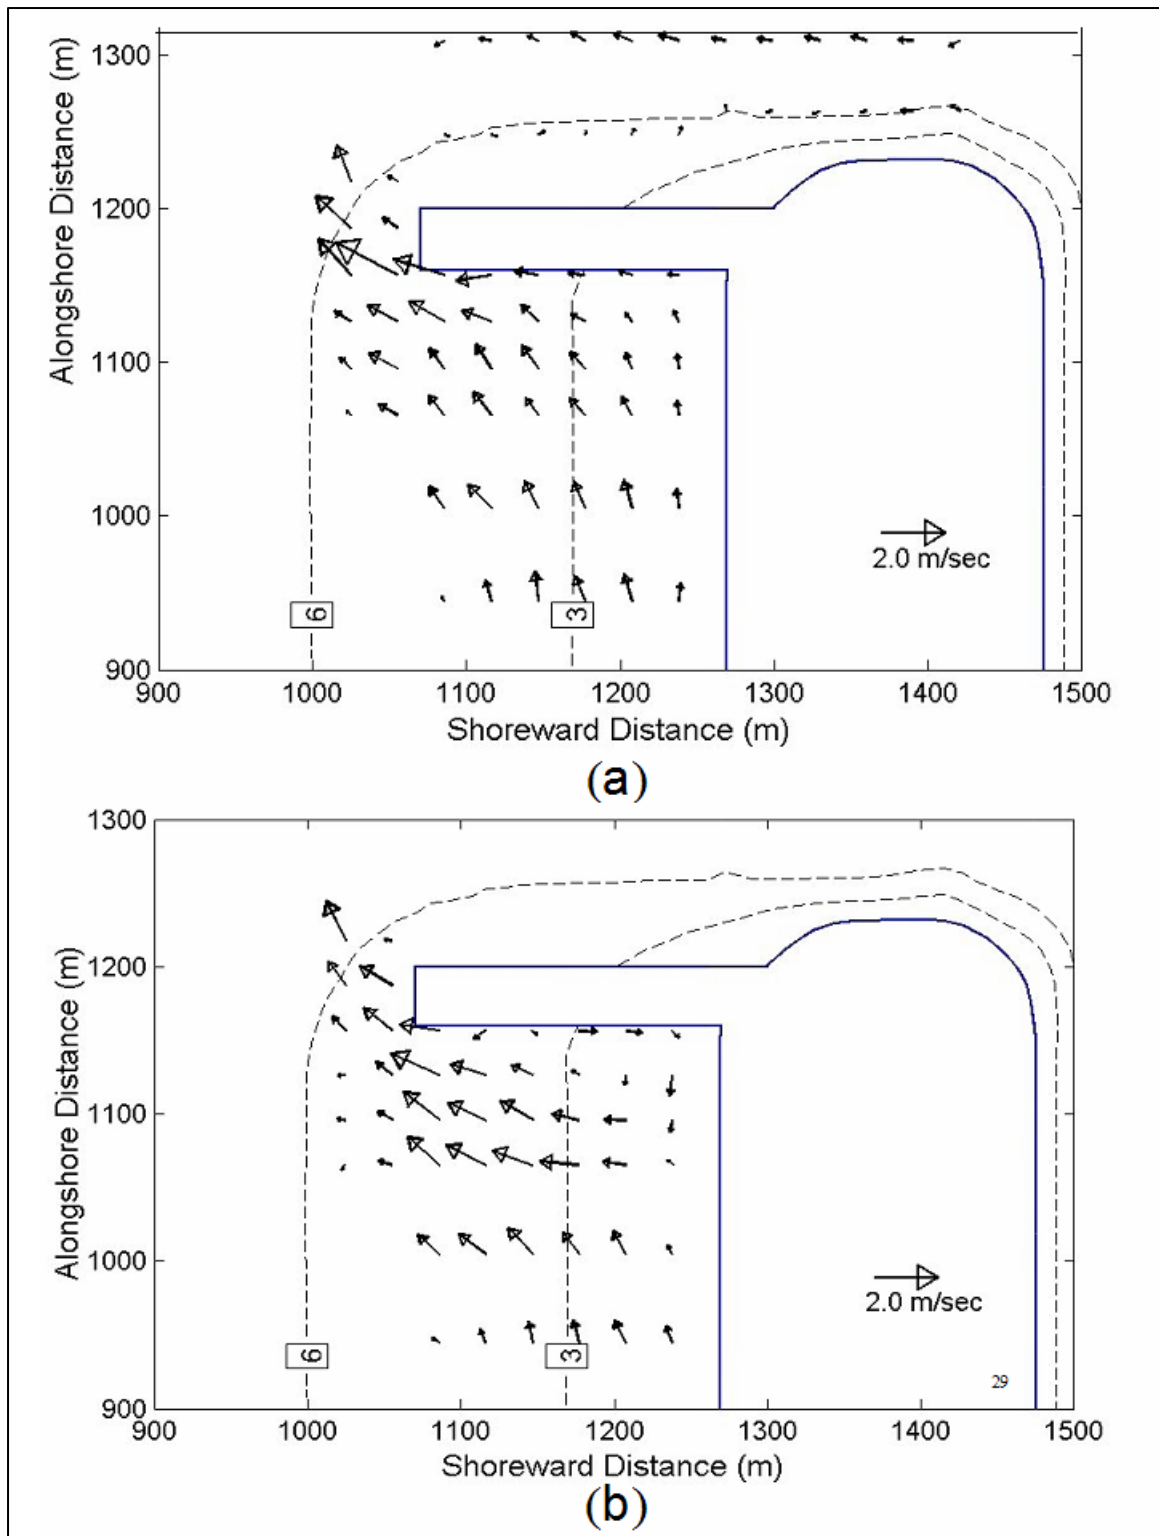 Alongshore Distance (m)
1300
1200
1100
1000
900
2.0 m/sec
6
3
900 1000 1100 1200 1300 1400 1500
Shoreward Distance (m)
(a)
Alongshore Distance (m)
1300
1200
1100
1000
900
2.0 m/sec
6
3
29
900 1000 1100 1200 1300 1400 1500
Shoreward Distance (m)
(b)